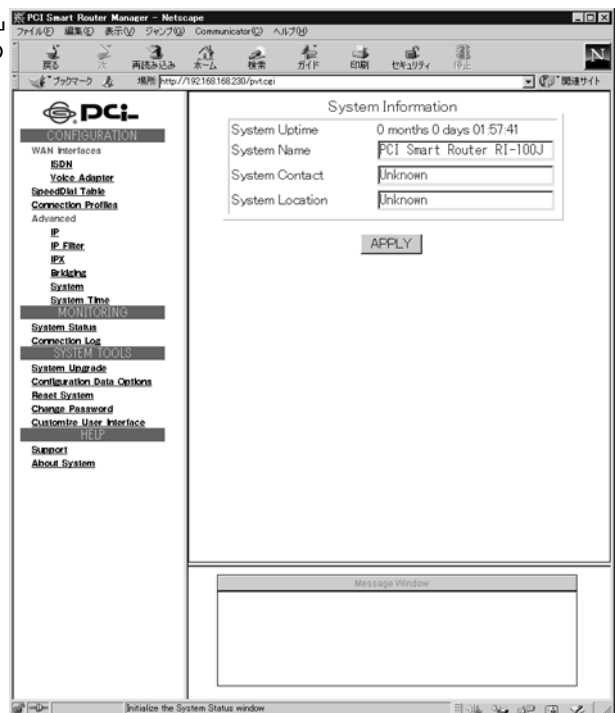 PCI Smart Router Manager - Netscape
ファイル(F) 編集(E) 表示(V) ジャンプ(G) Communicator(C) ヘルプ(H)
戻る 次 再読み込み ホーム 検索 ガイド 印刷 セキュリティ 停止
ブックマーク 場所: http://192.168.168.230/pvt.cgi 関連サイト
PCi
CONFIGURATION
WAN Interfaces
ISDN
Voice Adapter
SpeedDial Table
Connection Profiles
Advanced
IP
IP Filter
IPX
Bridging
System
System Time
MONITORING
System Status
Connection Log
SYSTEM TOOLS
System Upgrade
Configuration Data Options
Reset System
Change Password
Customize User Interface
HELP
Support
About System
System Information
System Uptime 0 months 0 days 01:57:41
System Name PCI Smart Router RI-100J
System Contact Unknown
System Location Unknown
APPLY
Message Window
Initialize the System Status window